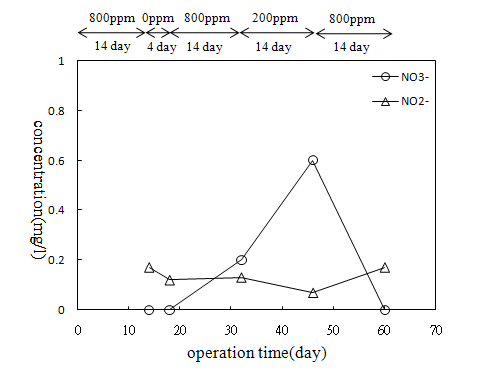 800ppm 0ppm 800ppm 200ppm 800ppm
14 day 4 day 14 day 14 day 14 day
1
0.8
0.6
0.4
0.2
0
concentration(mg/l)
NO3-
NO2-
0 10 20 30 40 50 60 70
operation time(day)